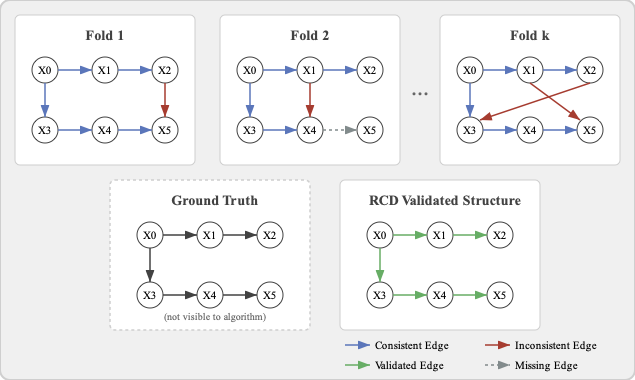 Fold 1
X0 X1 X2
X3 X4 X5
Fold 2
X0 X1 X2
X3 X4 X5
...
Fold k
X0 X1 X2
X3 X4 X5
Ground Truth
X0 X1 X2
X3 X4 X5
(not visible to algorithm)
RCD Validated Structure
X0 X1 X2
X3 X4 X5
Consistent Edge
Inconsistent Edge
Validated Edge
Missing Edge